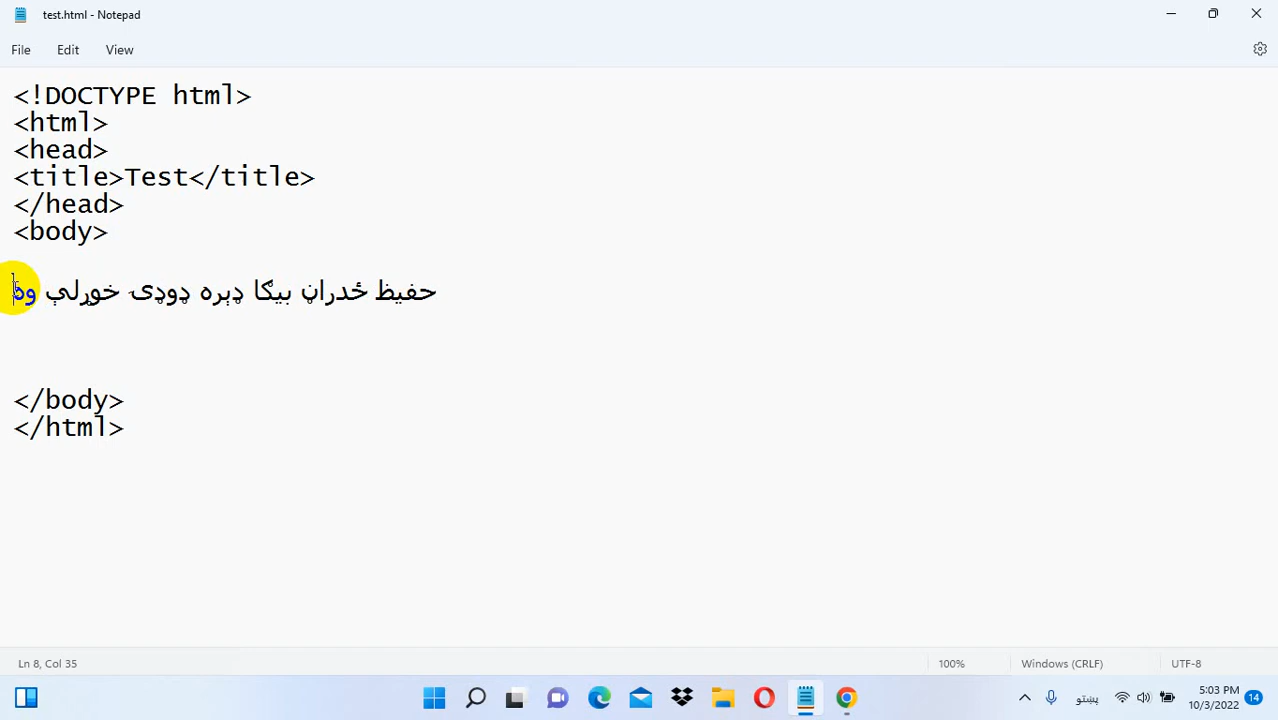 test.html - Notepad
File Edit View
<!DOCTYPE html>
<html>
<head>
<title>Test</title>
</head>
<body>
حفیظ ځدراڼ بیګا ډېره ډوډۍ خوړلې وه
</body>
</html>
Ln 8, Col 35 100% Windows (CRLF) UTF-8
پښتو 5:03 PM 14
10/3/2022